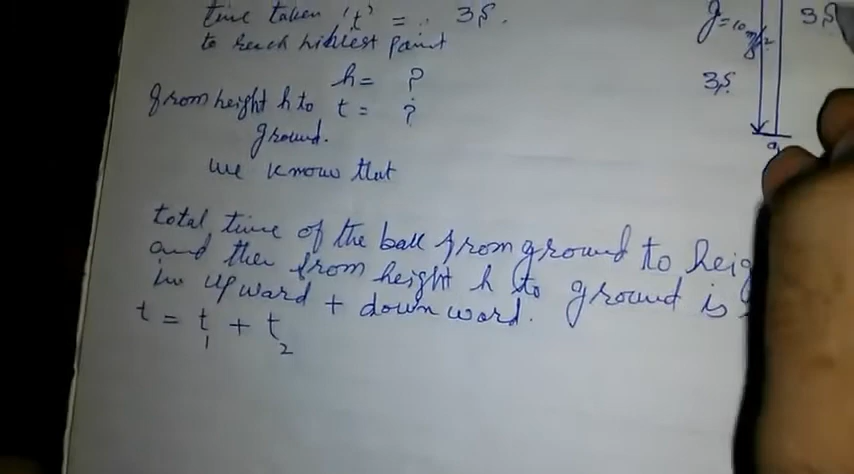 time taken 't' = 3S.
to reach highest point
h = ?
from height h to t = ?
ground.
we know that
total time of the ball from ground to heig
and then from height h to ground is
in upward + downward.
t = t1 + t2
g = 10 m/s2
3S
3S